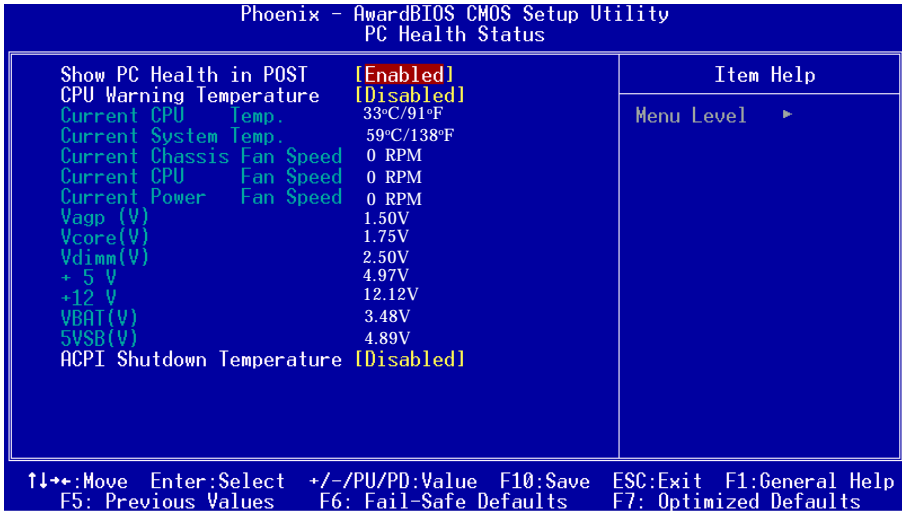 Phoenix - AwardBIOS CMOS Setup Utility
PC Health Status
Show PC Health in POST [Enabled]
CPU Warning Temperature [Disabled]
Current CPU Temp. 33°C/91°F
Current System Temp. 59°C/138°F
Current Chassis Fan Speed 0 RPM
Current CPU Fan Speed 0 RPM
Current Power Fan Speed 0 RPM
Vagp (V) 1.50V
Vcore(V) 1.75V
Vdimm(V) 2.50V
+ 5 V 4.97V
+12 V 12.12V
VBAT(V) 3.48V
5VSB(V) 4.89V
ACPI Shutdown Temperature [Disabled]
Item Help
Menu Level ►
↑↓→←:Move Enter:Select +/-/PU/PD:Value F10:Save ESC:Exit F1:General Help
F5: Previous Values F6: Fail-Safe Defaults F7: Optimized Defaults